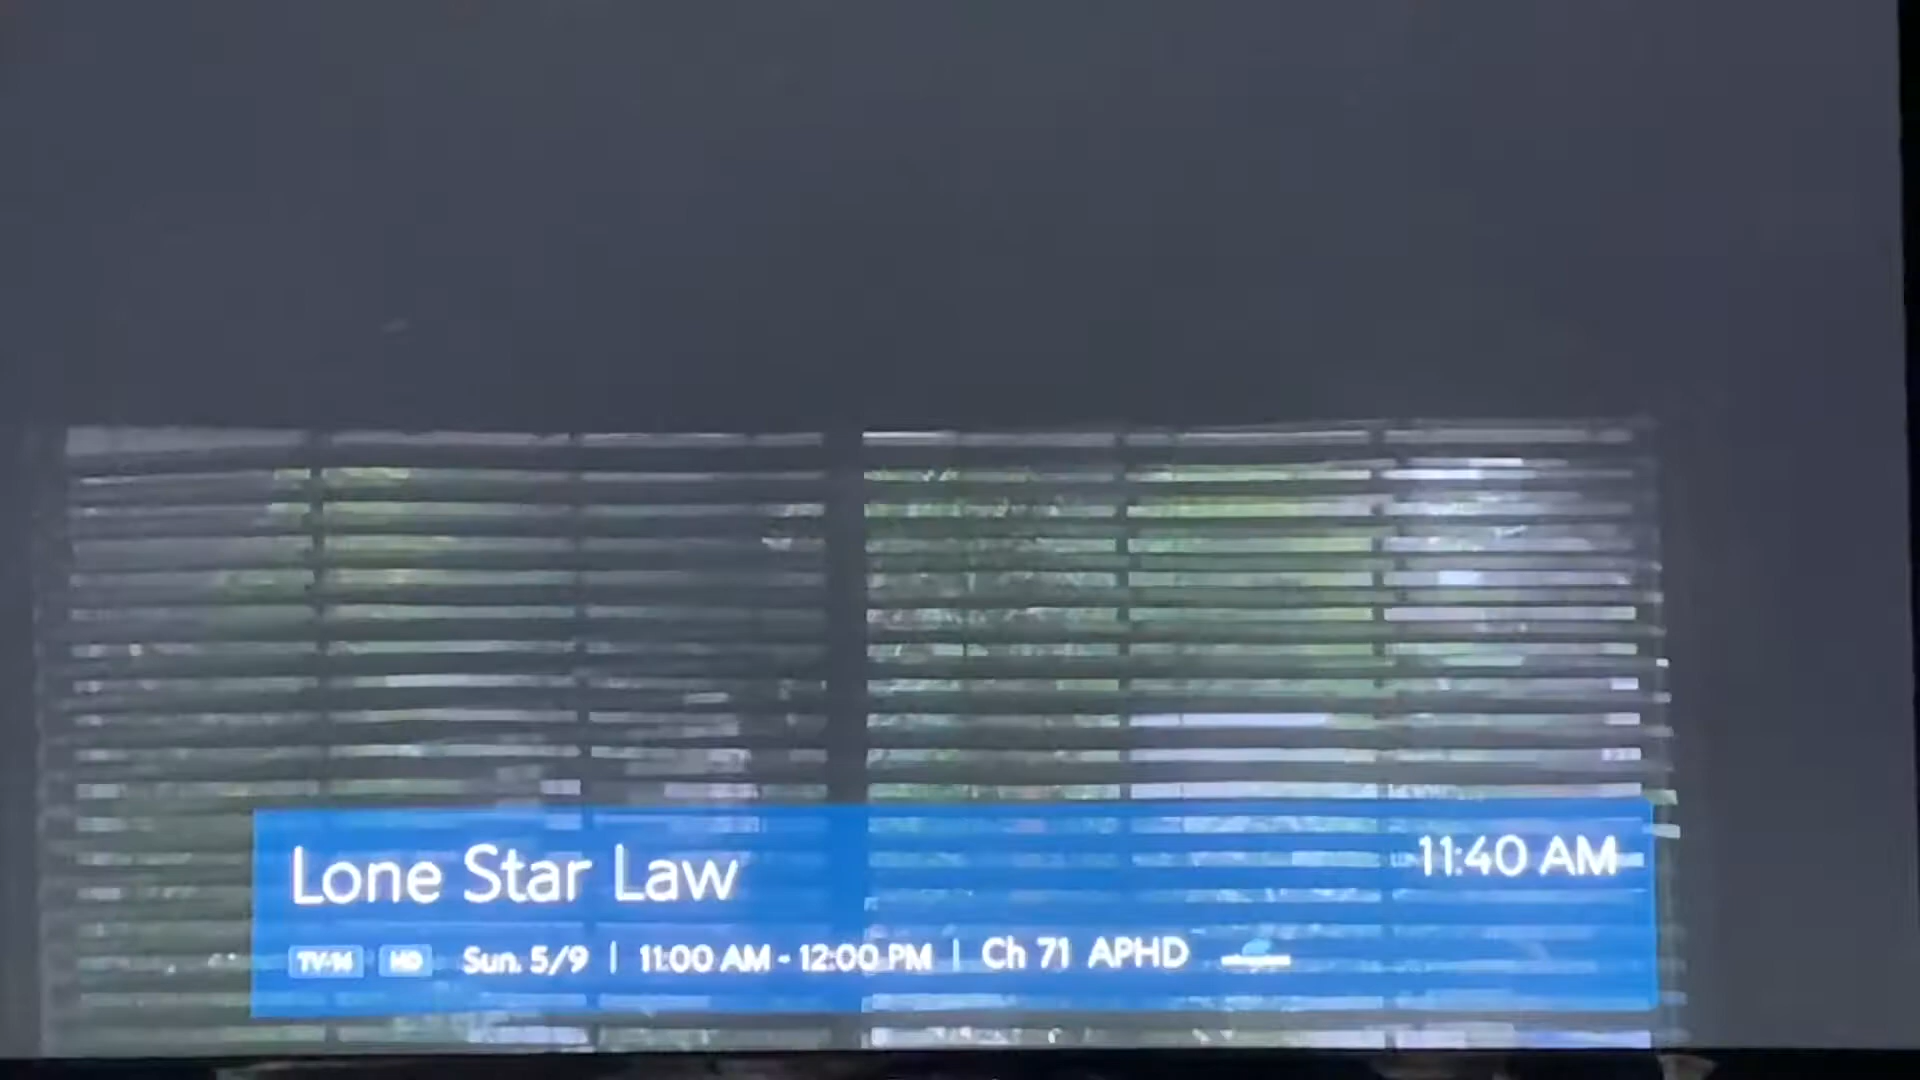 Lone Star Law
11:40 AM
TV-14 HD Sun. 5/9 | 11:00 AM - 12:00 PM | Ch 71 APHD